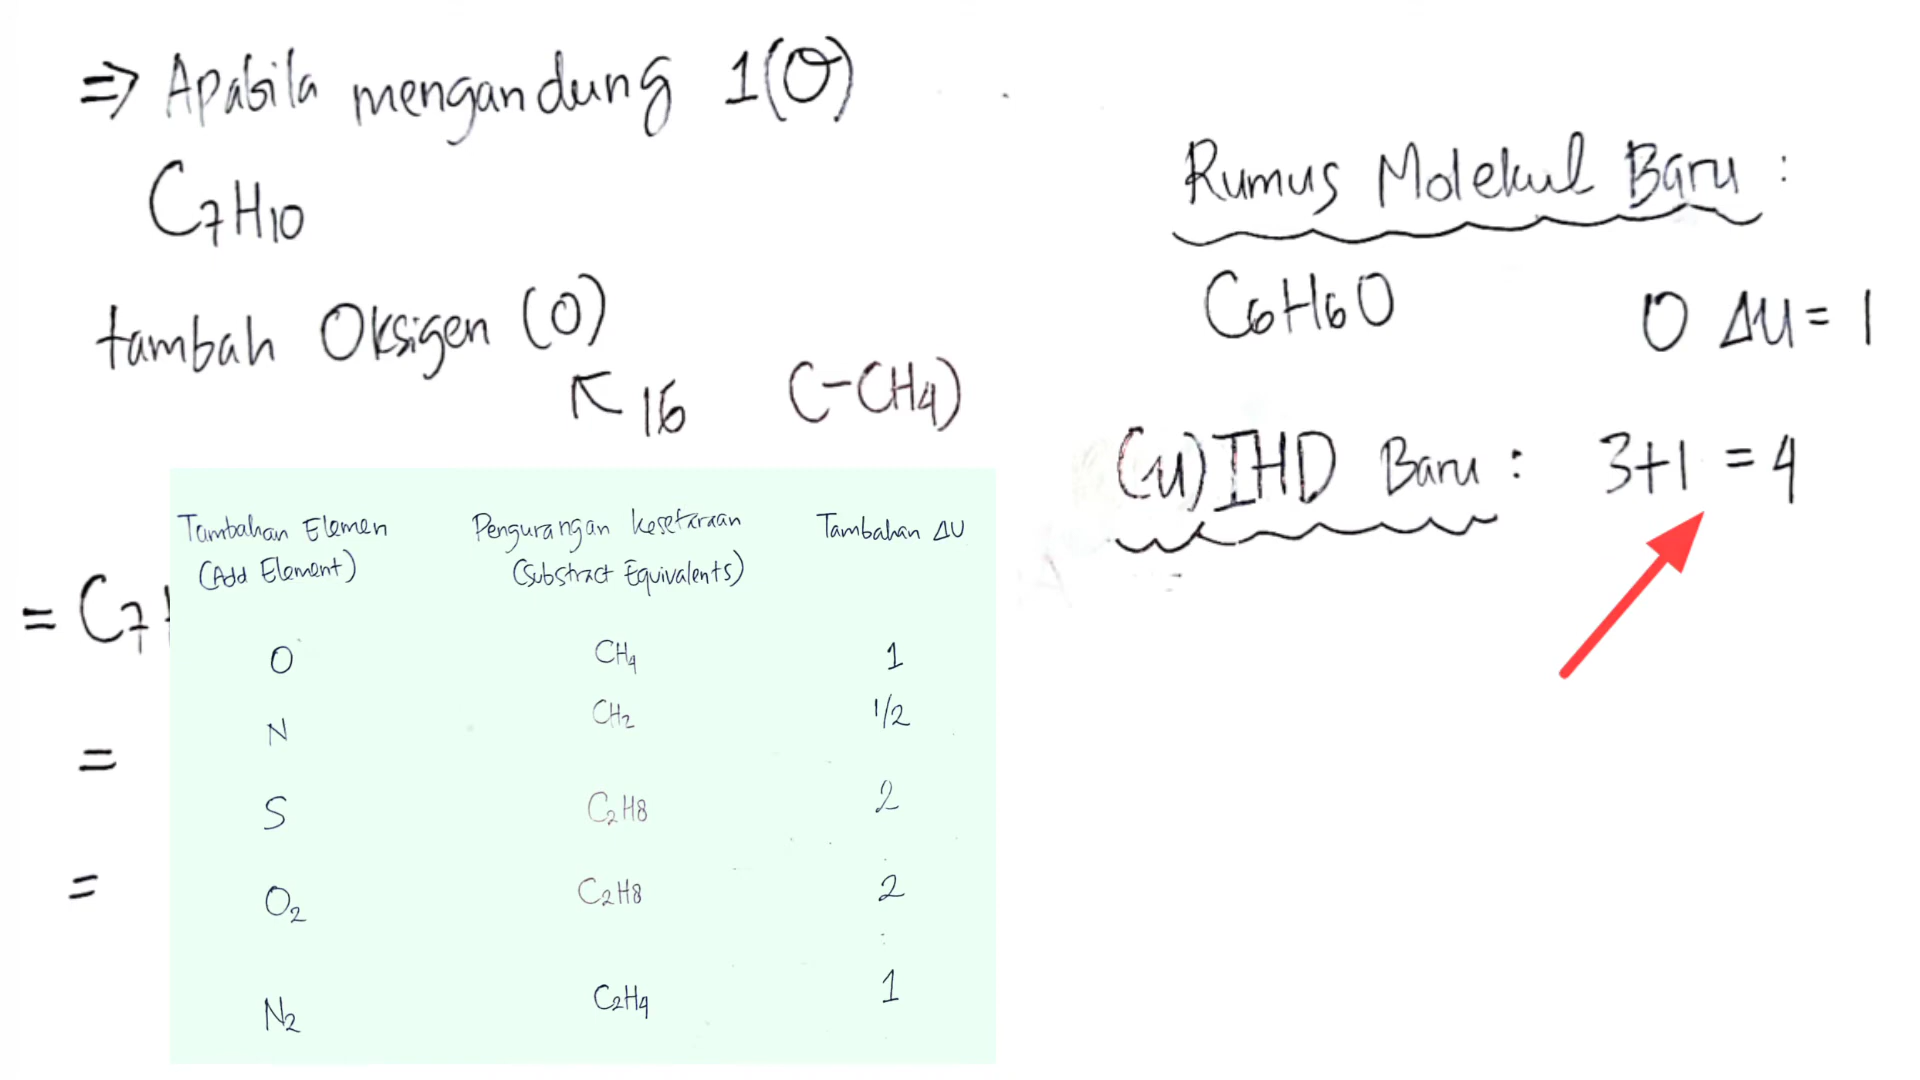 ⇒ Apabila mengandung 1(O)
C₇H₁₀
tambah Oksigen (O)
↖ 16 (-CH₄)
= C₇
=
=
Tambahan Elemen Pengurangan Kesetaraan Tambahan ΔU
(Add Element) (Substract Equivalents)
O CH₄ 1
N CH₂ 1/2
S C₂H₈ 2
O₂ C₂H₈ 2
N₂ C₂H₄ 1
Rumus Molekul Baru :
C₆H₆O O ΔU = 1
(U) IHD Baru : 3+1 = 4